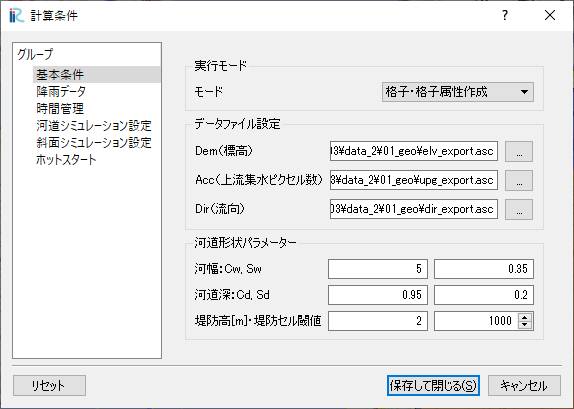 計算条件
グループ
基本条件
降雨データ
時間管理
河道シミュレーション設定
斜面シミュレーション設定
ホットスタート
実行モード
モード 格子・格子属性作成
データファイル設定
Dem(標高) 03¥data_2¥01_geo¥elv_export.asc ...
Acc(上流集水ピクセル数) 3¥data_2¥01_geo¥upg_export.asc ...
Dir(流向) 03¥data_2¥01_geo¥dir_export.asc ...
河道形状パラメーター
河幅:Cw, Sw 5 0.35
河道深:Cd, Sd 0.95 0.2
堤防高[m]・堤防セル閾値 2 1000
リセット 保存して閉じる(S) キャンセル